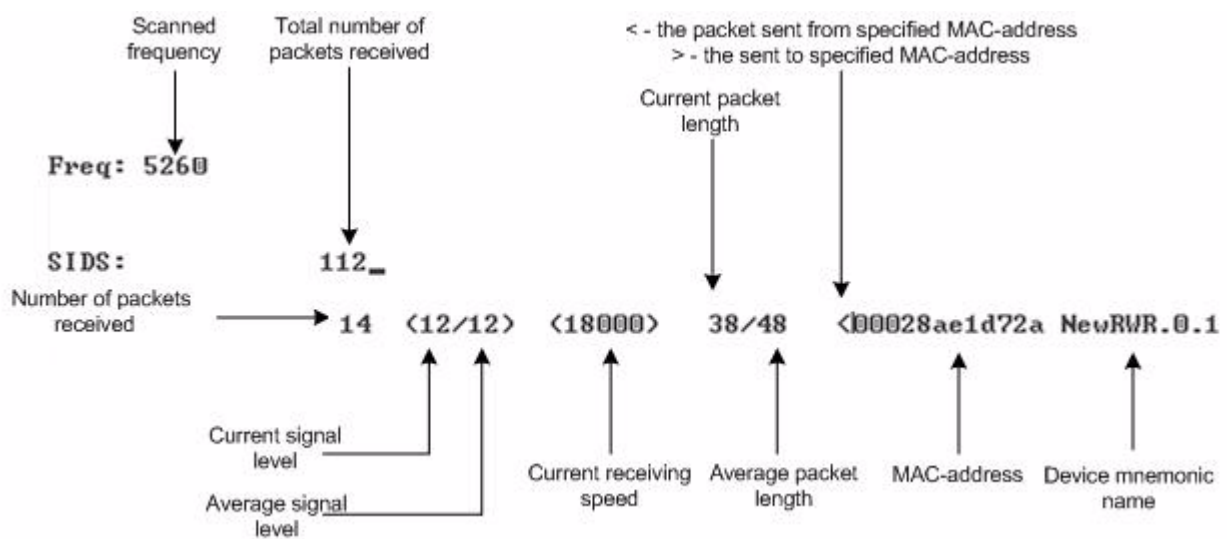 Scanned
frequency
Total number of
packets received
< - the packet sent from specified MAC-address
> - the sent to specified MAC-address
Current packet
length
Freq: 5260
SIDS: 112_
Number of packets
received
14 (12/12) (18000) 38/48 <00028ae1d72a NewRWR.0.1
Current signal
level
Average signal
level
Current receiving
speed
Average packet
length
MAC-address
Device mnemonic
name